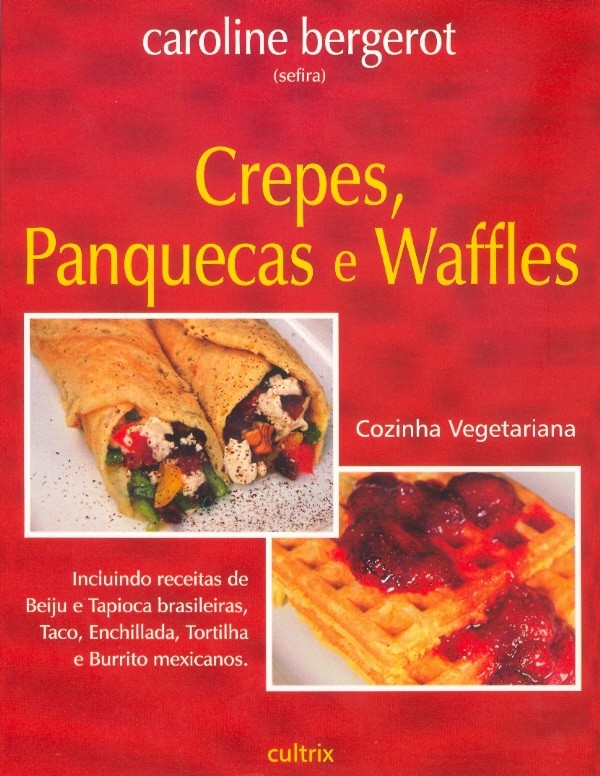 caroline bergerot
(sefira)
Crepes,
Panquecas e Waffles
Cozinha Vegetariana
Incluindo receitas de
Beiju e Tapioca brasileiras,
Taco, Enchillada, Tortilha
e Burrito mexicanos.
cultrix